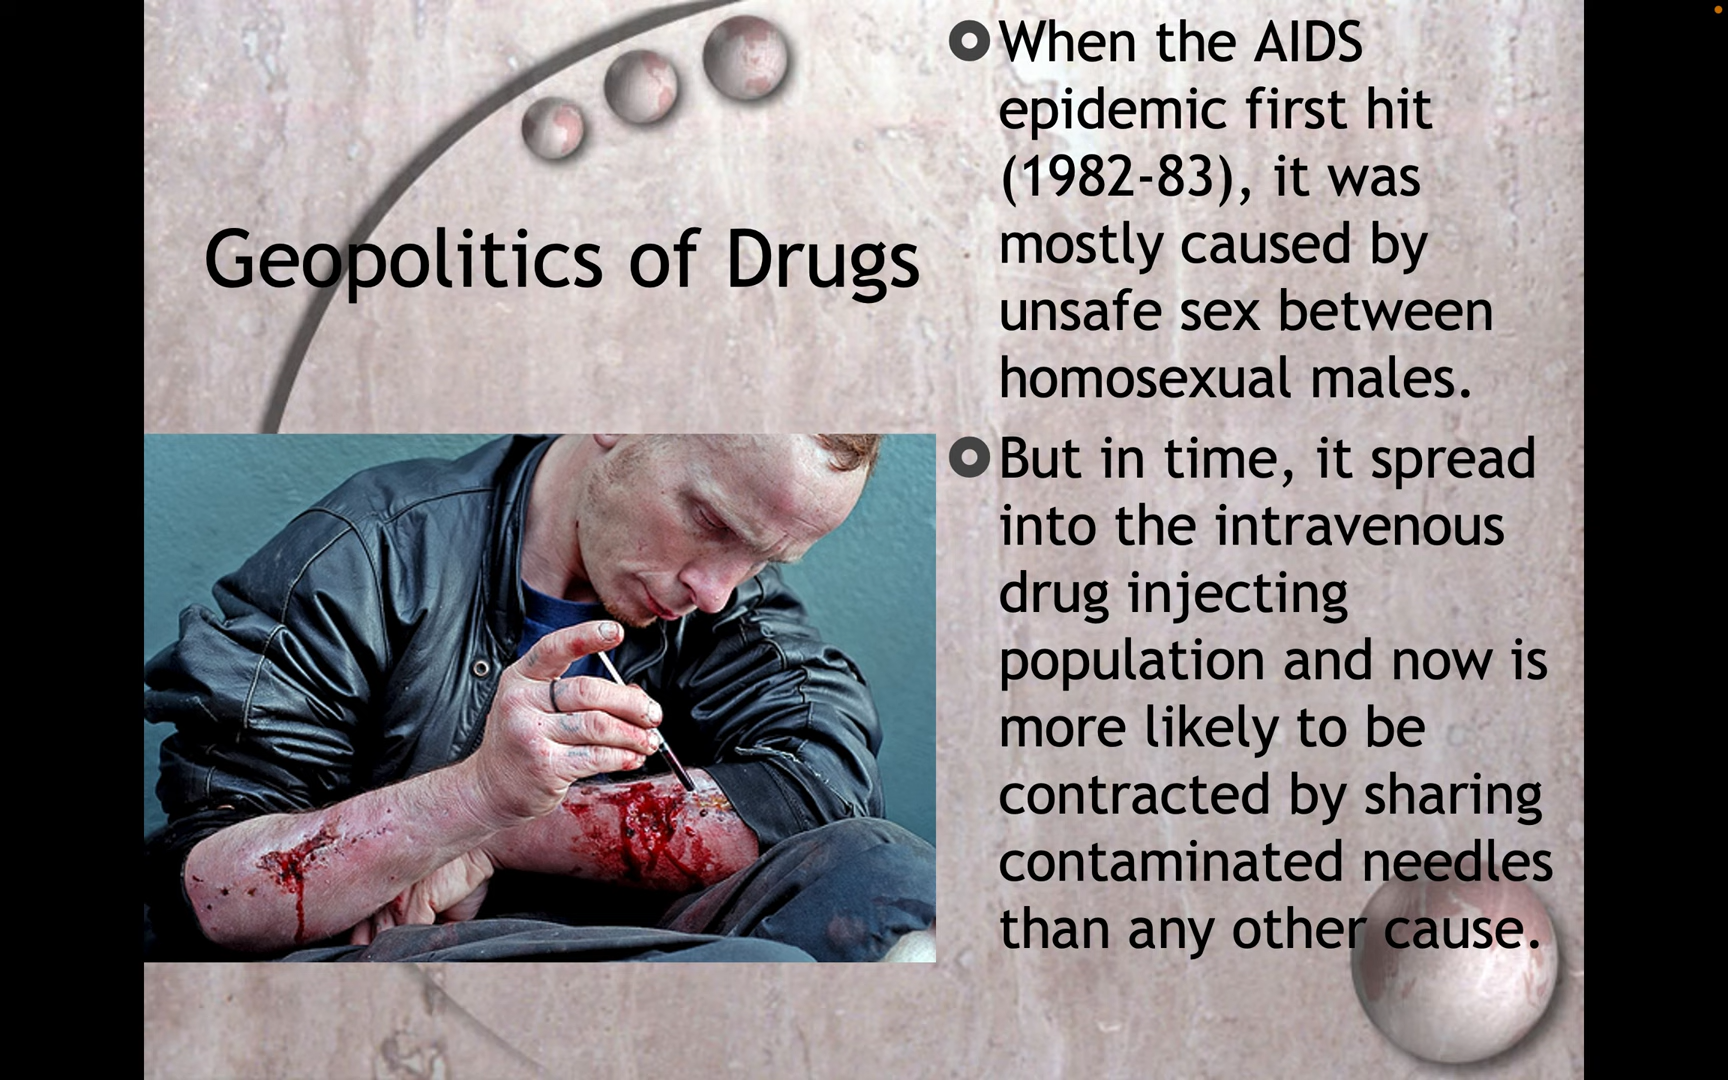 Geopolitics of Drugs
When the AIDS
epidemic first hit
(1982-83), it was
mostly caused by
unsafe sex between
homosexual males.
But in time, it spread
into the intravenous
drug injecting
population and now is
more likely to be
contracted by sharing
contaminated needles
than any other cause.